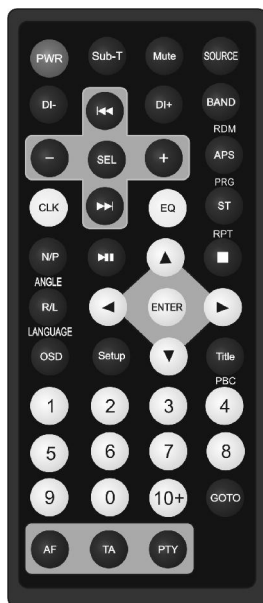 PWR Sub-T Mute SOURCE
DI- DI+ BAND
RDM
- SEL + APS
PRG
CLK EQ ST
RPT
N/P
ANGLE
R/L ENTER
LANGUAGE
OSD Setup Title
PBC
1 2 3 4
5 6 7 8
9 0 10+ GOTO
AF TA PTY